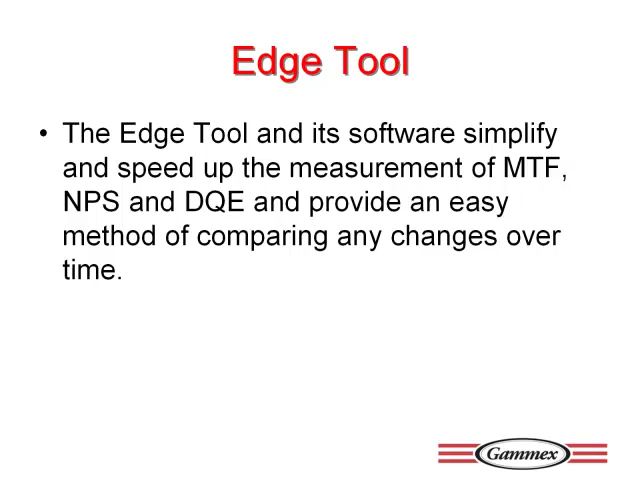 Edge Tool
• The Edge Tool and its software simplify
and speed up the measurement of MTF,
NPS and DQE and provide an easy
method of comparing any changes over
time.
Gammex